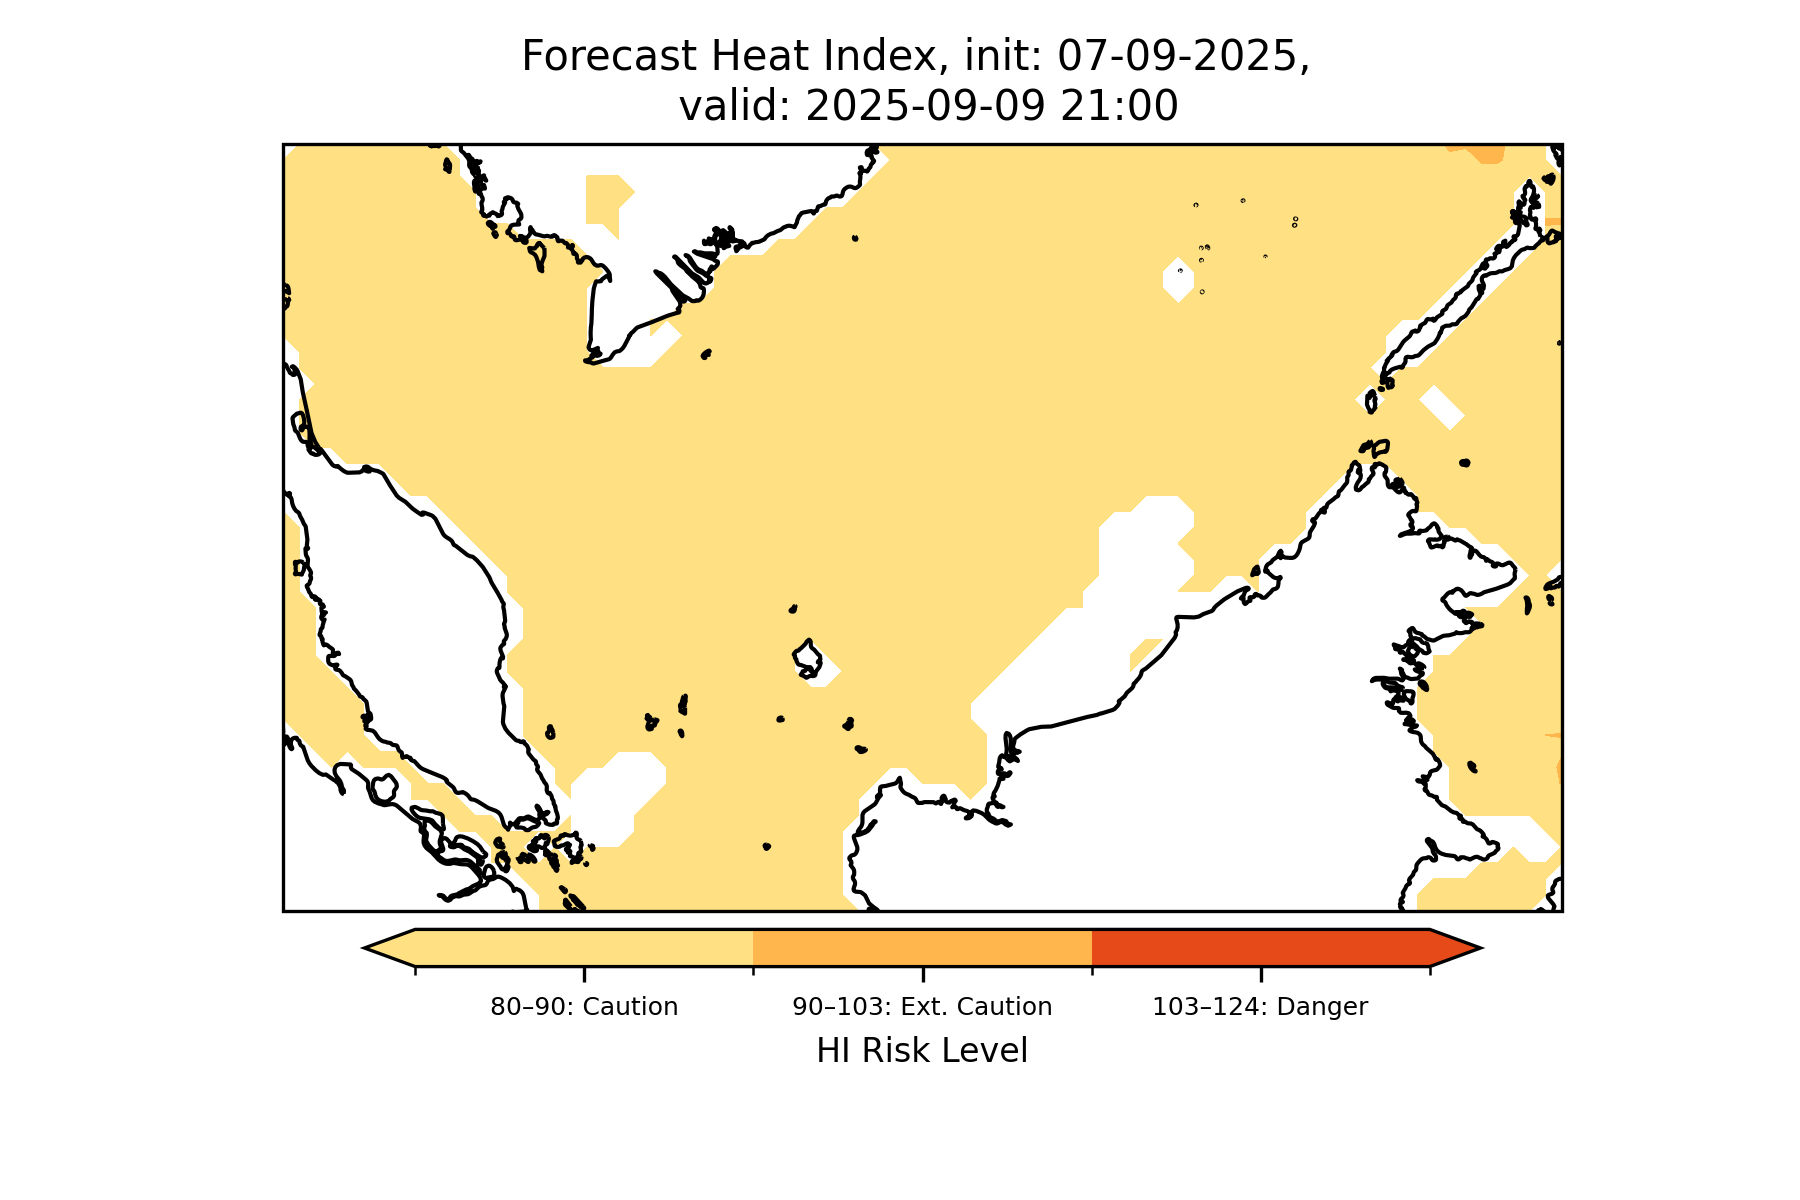 Forecast Heat Index, init: 07-09-2025,
valid: 2025-09-09 21:00
80–90: Caution
90–103: Ext. Caution
103–124: Danger
HI Risk Level